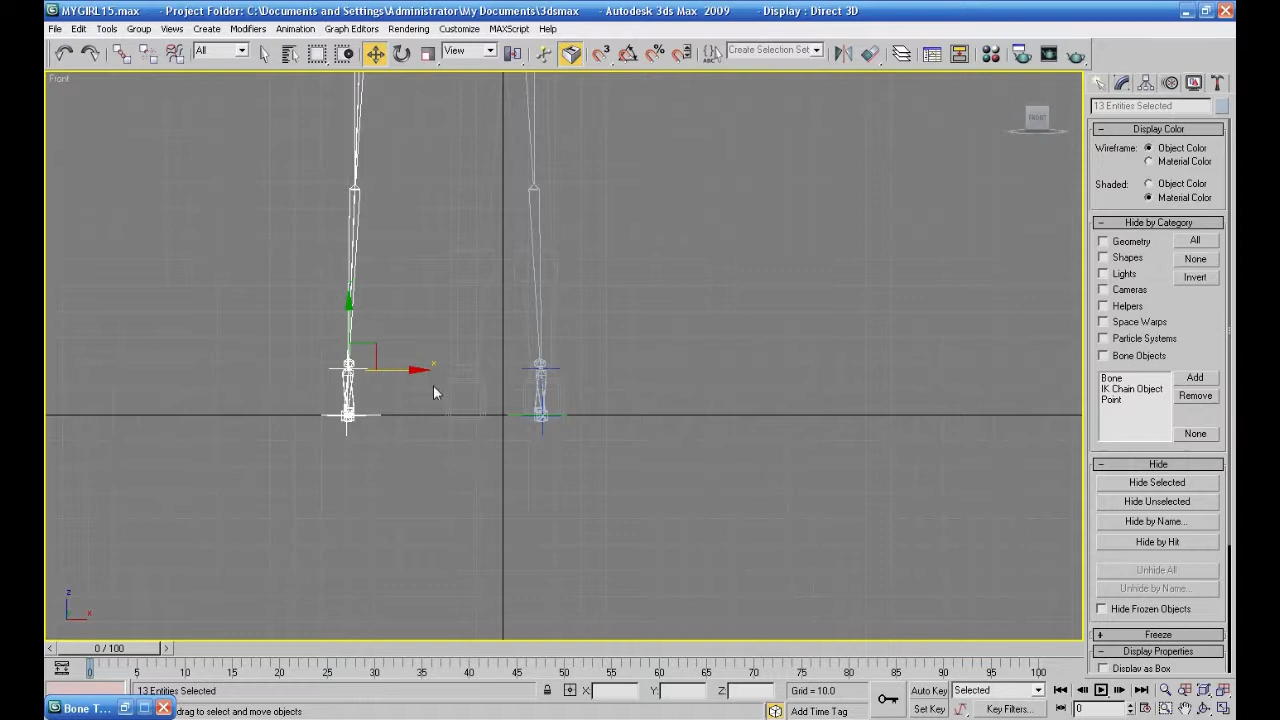 MYGIRL15.max - Project Folder: C:\Documents and Settings\Administrator\My Documents\3dsmax - Autodesk 3ds Max 2009 - Display : Direct 3D
File Edit Tools Group Views Create Modifiers Animation Graph Editors Rendering Customize MAXScript Help
All View Create Selection Set
Front
FRONT
13 Entities Selected
Display Color
Wireframe: Object Color
Material Color
Shaded: Object Color
Material Color
Hide by Category
Geometry All
Shapes
None
Lights
Invert
Cameras
Helpers
Space Warps
Particle Systems
Bone Objects
Bone Add
IK Chain Object
Remove
Point
None
Hide
Hide Selected
Hide Unselected
Hide by Name...
Hide by Hit
Unhide All
Unhide by Name...
Hide Frozen Objects
Freeze
Display Properties
Display as Box
x
z
x
0 / 100
0 5 10 15 20 25 30 35 40 45 50 55 60 65 70 75 80 85 90 95 100
13 Entities Selected X: Y: Z: Grid = 10.0 Auto Key Selected
Bone T... drag to select and move objects Add Time Tag Set Key Key Filters... 0